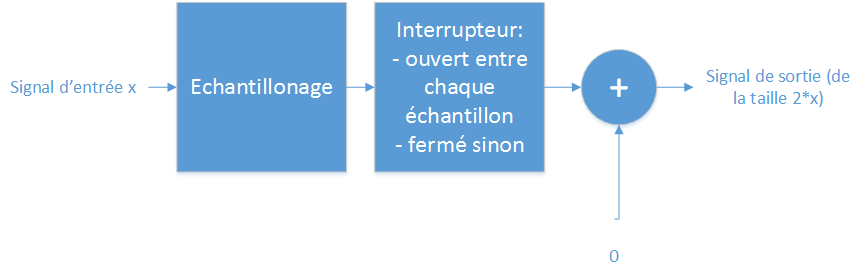 Signal d'entrée x
Echantillonage
Interrupteur:
- ouvert entre
chaque
échantillon
- fermé sinon
+
Signal de sortie (de
la taille 2*x)
0